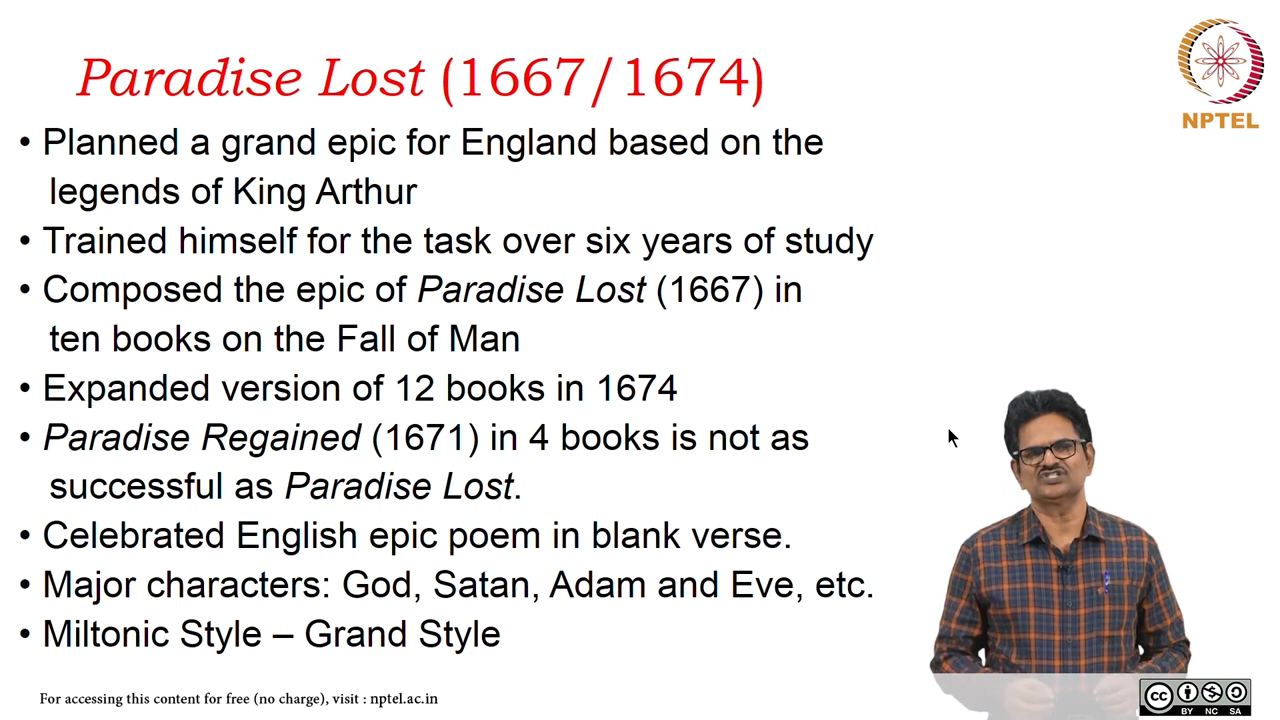 Paradise Lost (1667/1674)
NPTEL
• Planned a grand epic for England based on the
legends of King Arthur
• Trained himself for the task over six years of study
• Composed the epic of Paradise Lost (1667) in
ten books on the Fall of Man
• Expanded version of 12 books in 1674
• Paradise Regained (1671) in 4 books is not as
successful as Paradise Lost.
• Celebrated English epic poem in blank verse.
• Major characters: God, Satan, Adam and Eve, etc.
• Miltonic Style – Grand Style
For accessing this content for free (no charge), visit : nptel.ac.in
CC BY NC SA